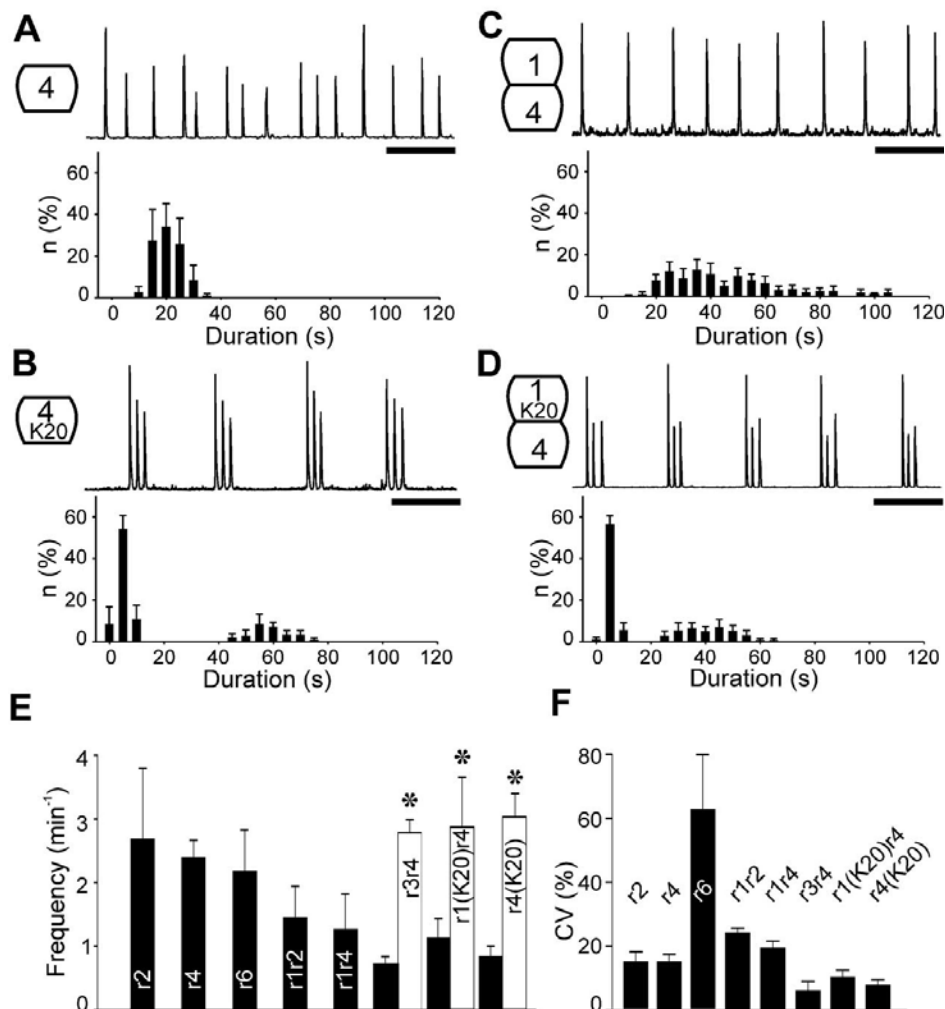 A
4
60
40
20
0
n (%)
0 20 40 60 80 100 120
Duration (s)
B
4
K20
60
40
20
0
n (%)
0 20 40 60 80 100 120
Duration (s)
C
1
4
60
40
20
0
n (%)
0 20 40 60 80 100 120
Duration (s)
D
1
K20
4
60
40
20
0
n (%)
0 20 40 60 80 100 120
Duration (s)
E
4
3
2
1
0
Frequency (min⁻¹)
r2
r4
r6
r1r2
r1r4
*
r3r4
*
r1(K20)r4
*
r4(K20)
F
80
60
40
20
0
CV (%)
r2
r4
r6
r1r2
r1r4
r3r4
r1(K20)r4
r4(K20)